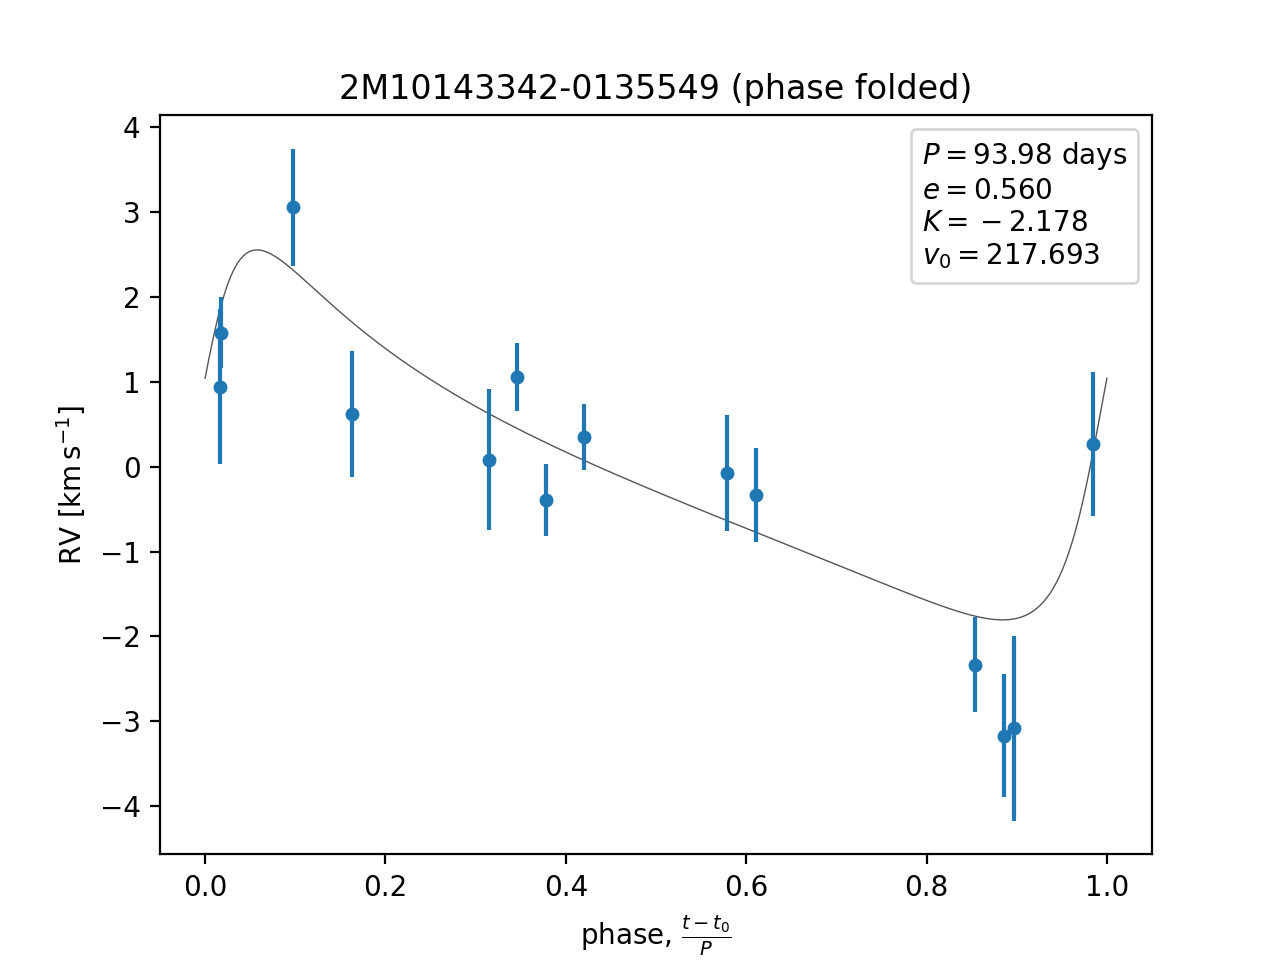 2M10143342-0135549 (phase folded)
P = 93.98 days
e = 0.560
K = −2.178
v₀ = 217.693
4
3
2
1
0
−1
−2
−3
−4
RV [km s⁻¹]
0.0 0.2 0.4 0.6 0.8 1.0
phase, (t − t₀)/P